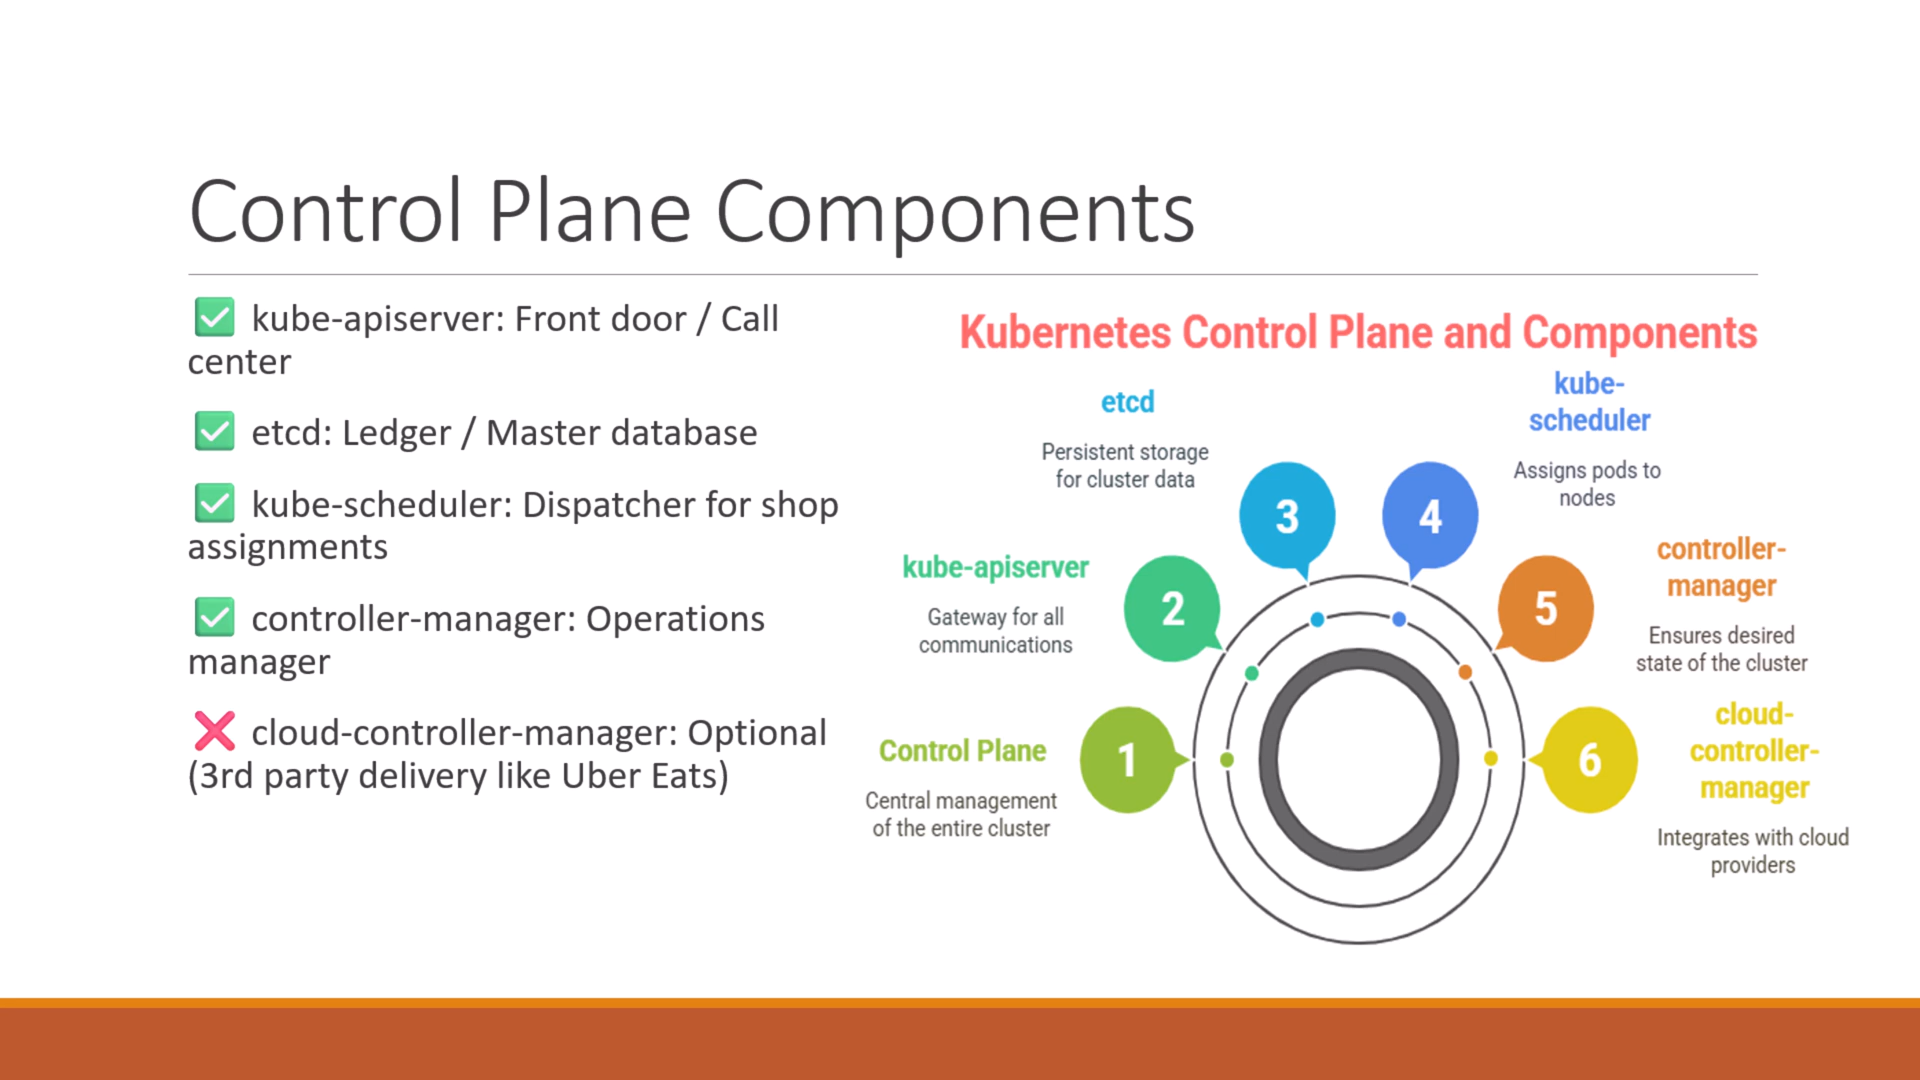 Control Plane Components
✅ kube-apiserver: Front door / Call
center
✅ etcd: Ledger / Master database
✅ kube-scheduler: Dispatcher for shop
assignments
✅ controller-manager: Operations
manager
❌ cloud-controller-manager: Optional
(3rd party delivery like Uber Eats)
Kubernetes Control Plane and Components
1
Control Plane
Central management
of the entire cluster
2
kube-apiserver
Gateway for all
communications
3
etcd
Persistent storage
for cluster data
4
kube-
scheduler
Assigns pods to
nodes
5
controller-
manager
Ensures desired
state of the cluster
6
cloud-
controller-
manager
Integrates with cloud
providers